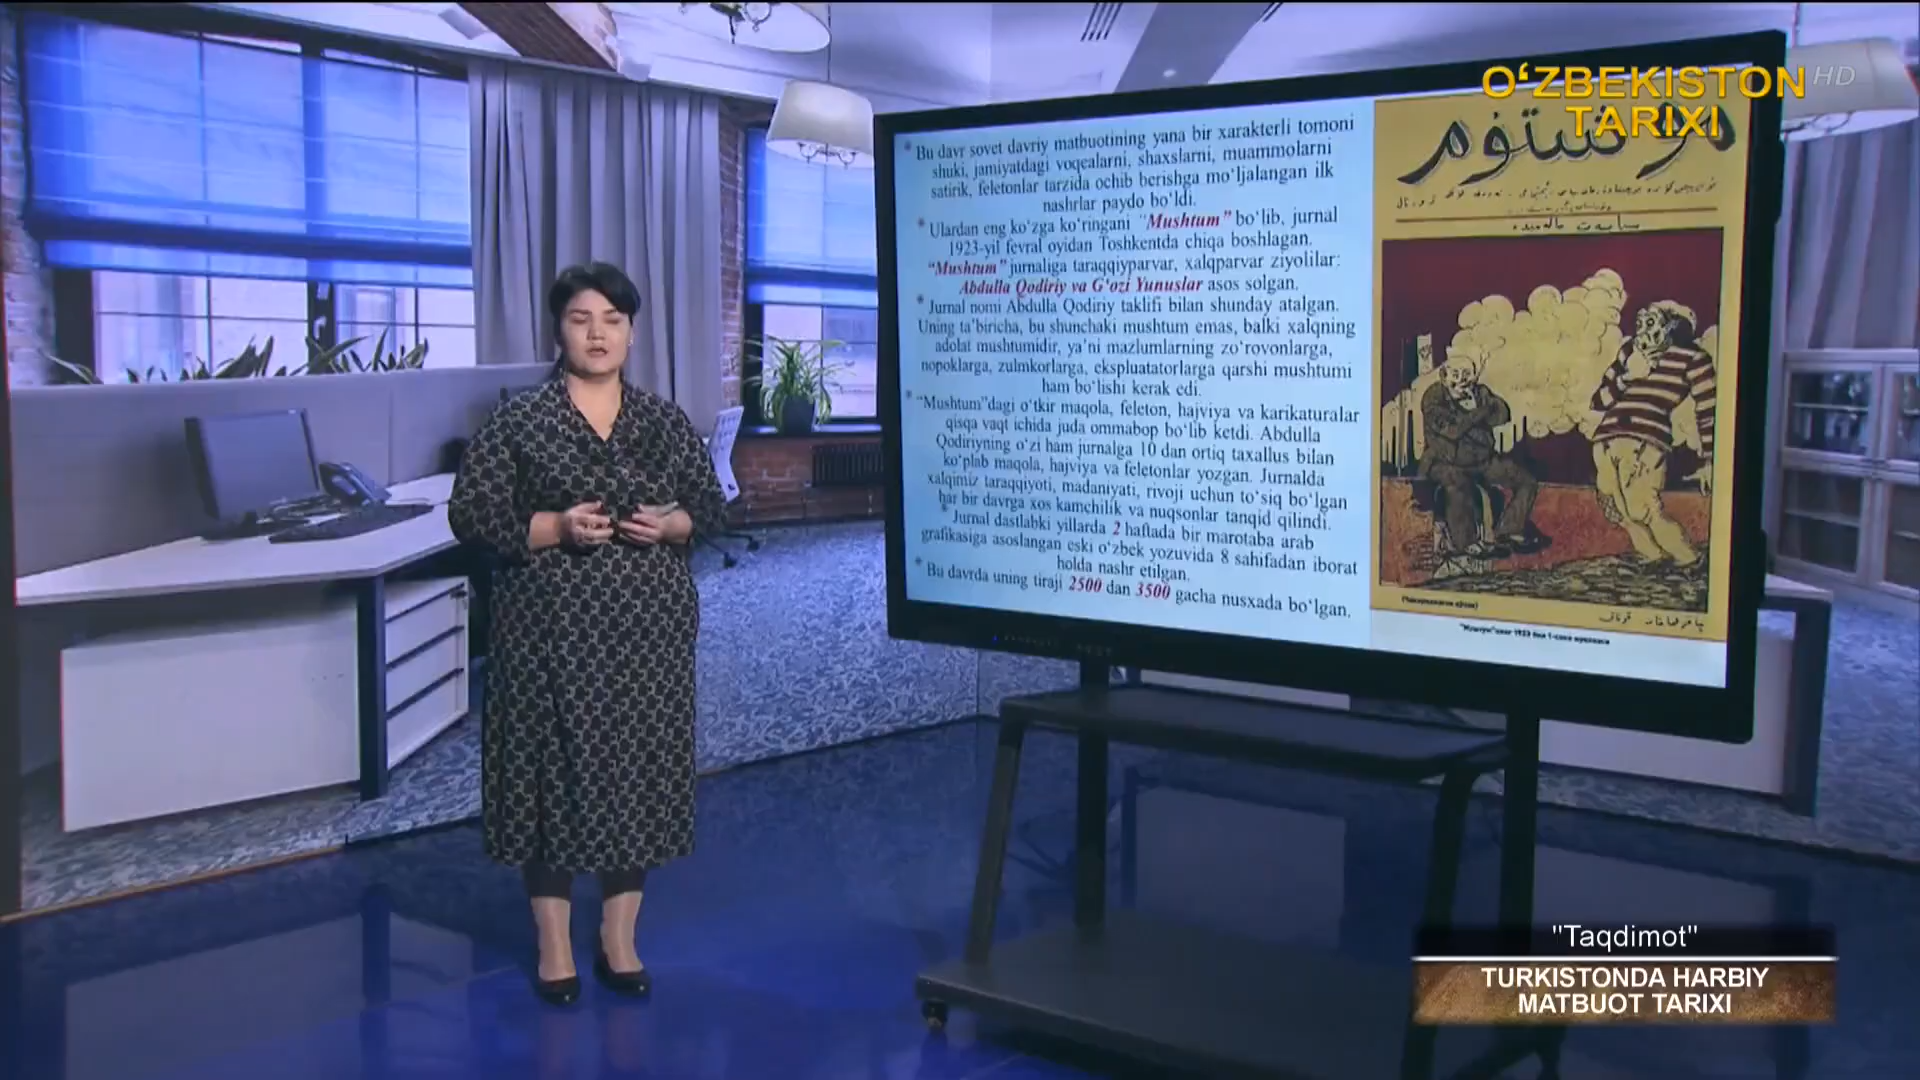 O‘ZBEKISTON HD
TARIXI
* Bu davr sovet davriy matbuotining yana bir xarakterli tomoni
shuki, jamiyatdagi voqealarni, shaxslarni, muammolarni
satirik, feletonlar tarzida ochib berishga mo‘ljalangan ilk
nashrlar paydo bo‘ldi.
* Ulardan eng ko‘zga ko‘ringani "Mushtum" bo‘lib, jurnal
1923-yil fevral oyidan Toshkentda chiqa boshlagan.
“Mushtum” jurnaliga taraqqiyparvar, xalqparvar ziyolilar:
Abdulla Qodiriy va G‘ozi Yunuslar asos solgan.
* Jurnal nomi Abdulla Qodiriy taklifi bilan shunday atalgan.
Uning ta’biricha, bu shunchaki mushtum emas, balki xalqning
adolat mushtumidir, ya’ni mazlumlarning zo‘rovonlarga,
nopoklarga, zulmkorlarga, ekspluatatorlarga qarshi mushtumi
ham bo‘lishi kerak edi.
* “Mushtum”dagi o‘tkir maqola, feleton, hajviya va karikaturalar
qisqa vaqt ichida juda ommabop bo‘lib ketdi. Abdulla
Qodiriyning o‘zi ham jurnalga 10 dan ortiq taxallus bilan
ko‘plab maqola, hajviya va feletonlar yozgan. Jurnalda
xalqimiz taraqqiyoti, madaniyati, rivoji uchun to‘siq bo‘lgan
har bir davrga xos kamchilik va nuqsonlar tanqid qilindi.
* Jurnal dastlabki yillarda 2 haftada bir marotaba arab
grafikasiga asoslangan eski o‘zbek yozuvida 8 sahifadan iborat
holda nashr etilgan.
* Bu davrda uning tiraji 2500 dan 3500 gacha nusxada bo‘lgan.
"Taqdimot"
TURKISTONDA HARBIY
MATBUOT TARIXI